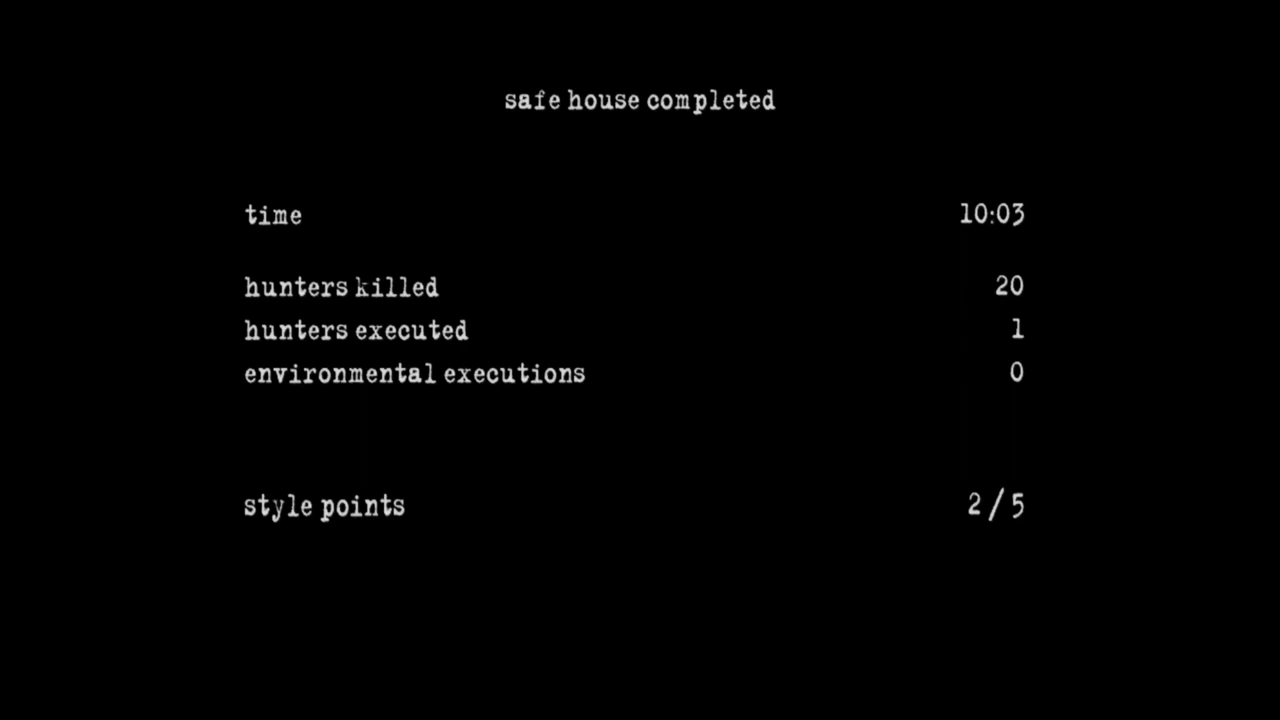 safe house completed
time 10:03
hunters killed 20
hunters executed 1
environmental executions 0
style points 2 / 5